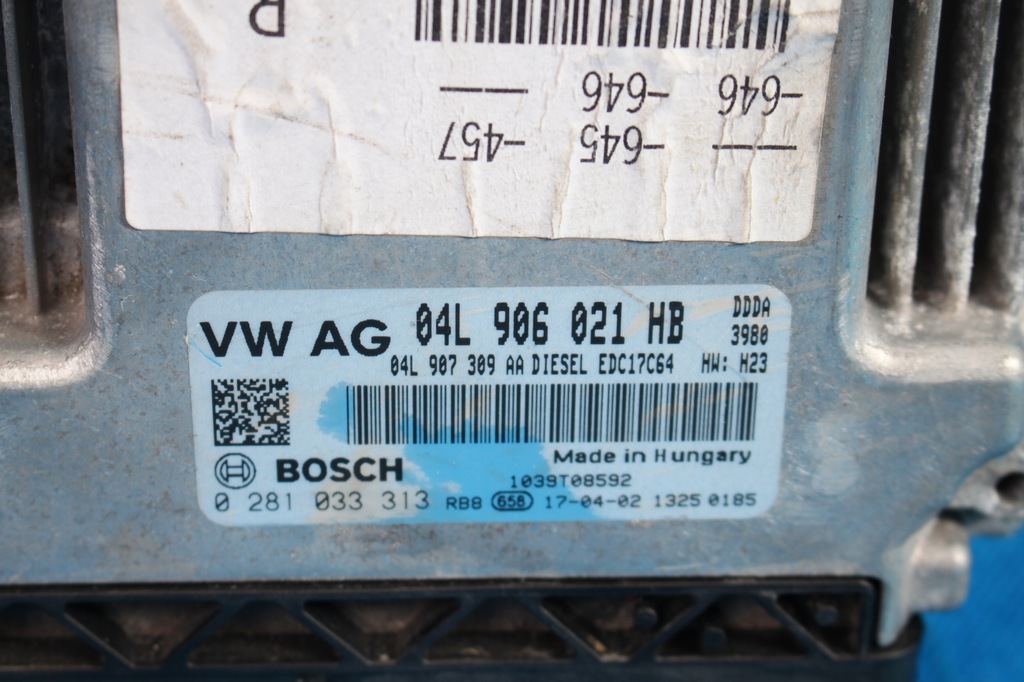 --- -645 -457
-646 -646 ---
VW AG 04L 906 021 HB DDDA
3980
04L 907 309 AA DIESEL EDC17C64 HW: H23
Made in Hungary
BOSCH 1039T08592
0 281 033 313 RB8 658 17-04-02 1325 0185